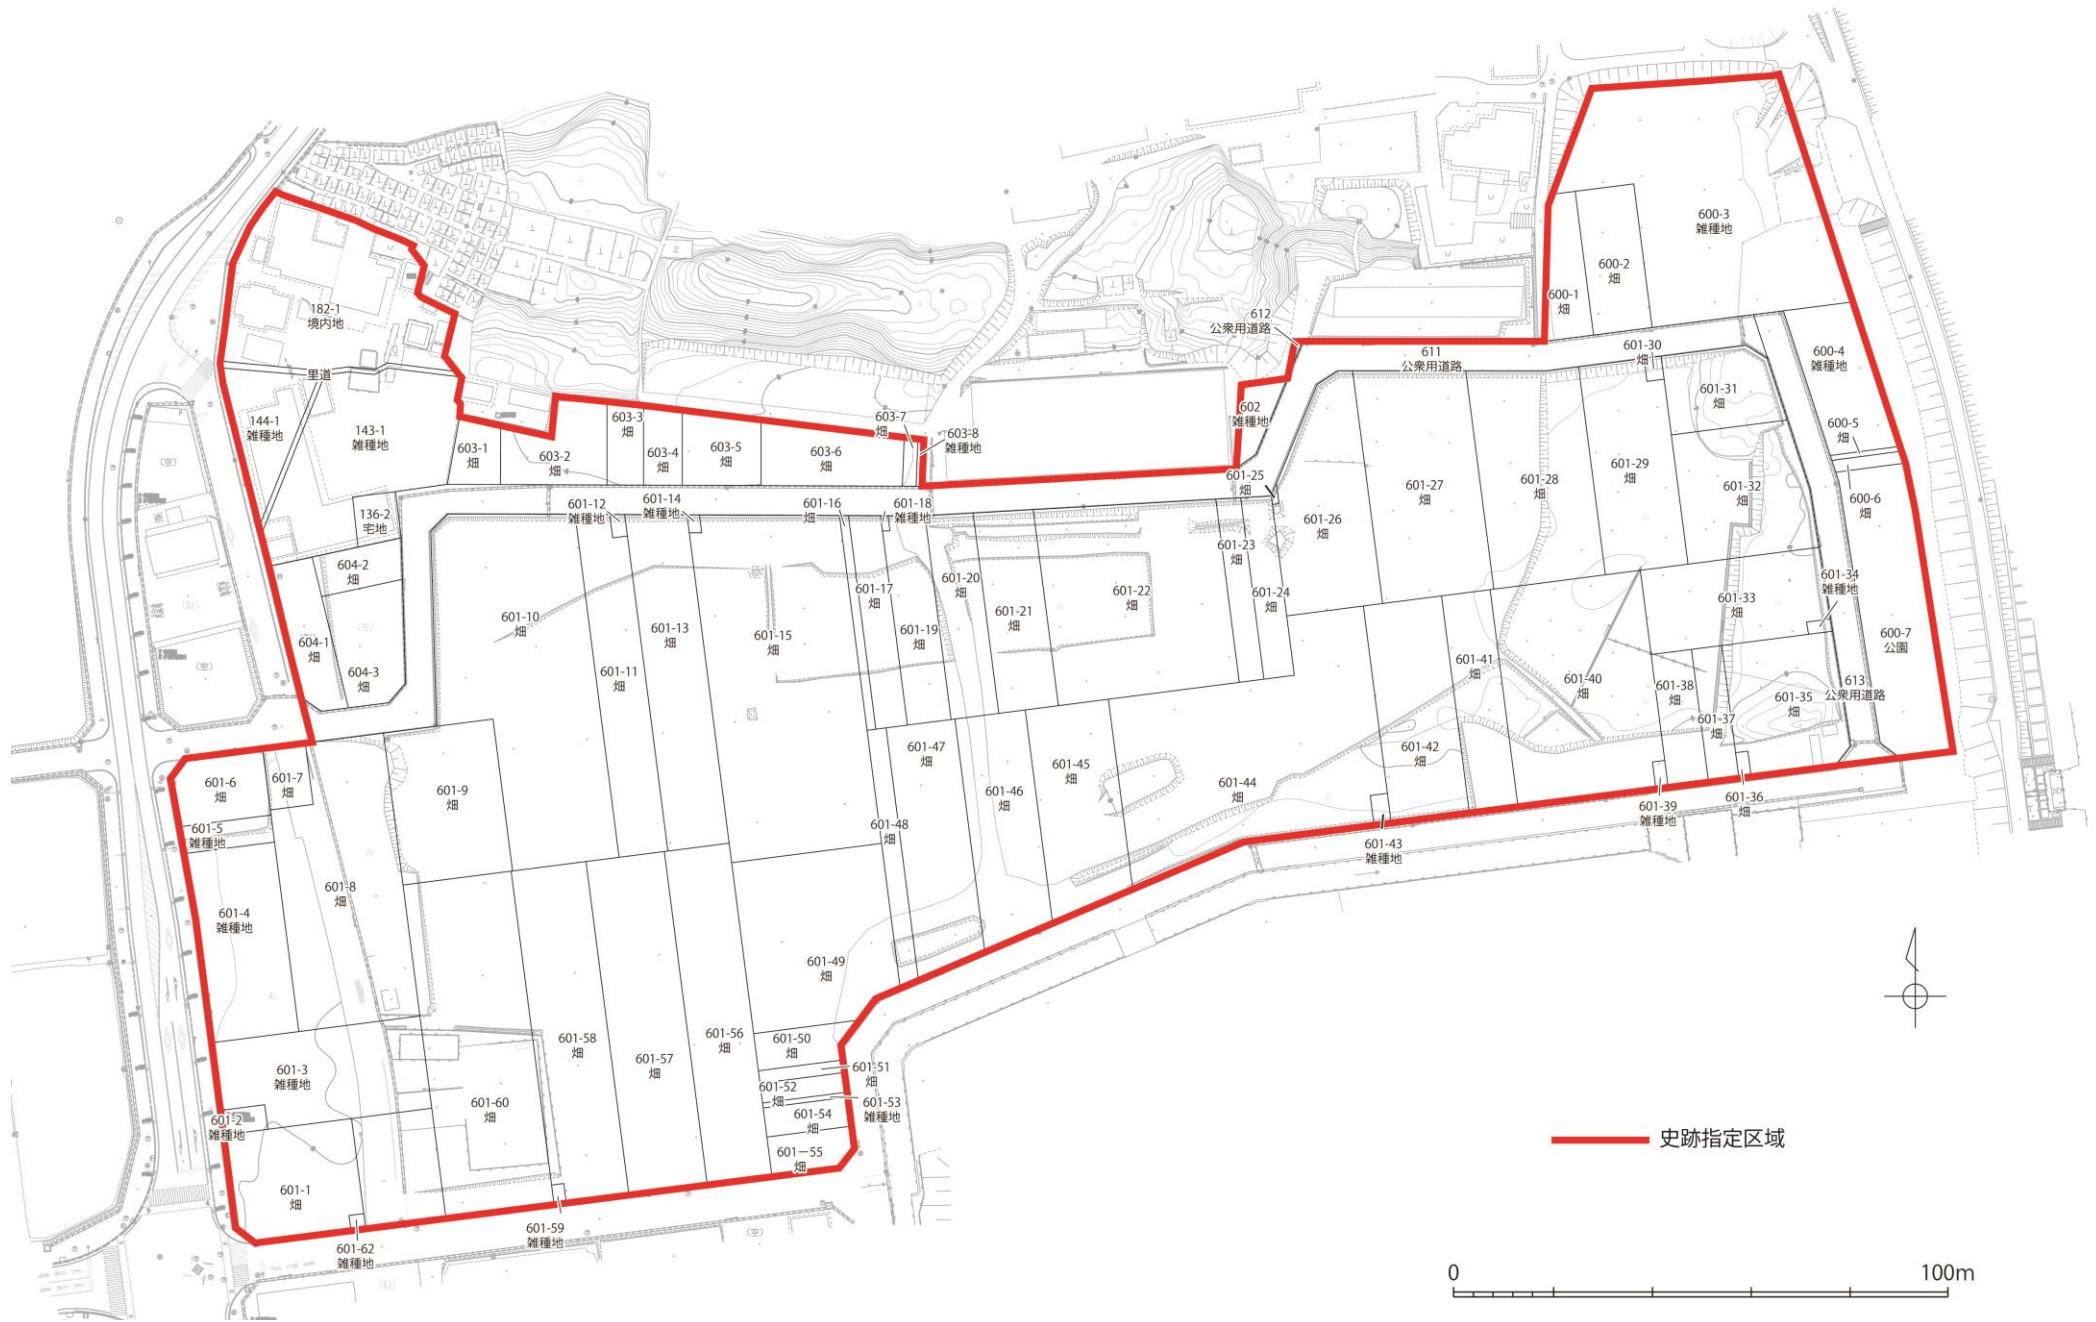 182-1
境内地
里道
144-1
雑種地
143-1
雑種地
136-2
宅地
603-1
畑
603-2
畑
603-3
畑
603-4
畑
603-5
畑
603-6
畑
603-7
畑
603-8
雑種地
602
雑種地
612
公衆用道路
611
公衆用道路
600-1
畑
600-2
畑
600-3
雑種地
600-4
雑種地
600-5
畑
600-6
畑
600-7
公園
613
公衆用道路
604-1
畑
604-2
畑
604-3
畑
601-12
雑種地
601-14
雑種地
601-16
畑
601-18
雑種地
601-25
畑
601-30
畑
601-31
畑
601-10
畑
601-11
畑
601-13
畑
601-15
畑
601-17
畑
601-19
畑
601-20
畑
601-21
畑
601-22
畑
601-23
畑
601-24
畑
601-26
畑
601-27
畑
601-28
畑
601-29
畑
601-32
畑
601-33
畑
601-34
雑種地
601-35
畑
601-36
畑
601-37
畑
601-38
畑
601-39
雑種地
601-40
畑
601-41
畑
601-42
畑
601-43
雑種地
601-44
畑
601-45
畑
601-46
畑
601-47
畑
601-48
畑
601-49
畑
601-6
畑
601-7
畑
601-5
雑種地
601-4
雑種地
601-8
畑
601-9
畑
601-3
雑種地
601-2
雑種地
601-1
畑
601-62
雑種地
601-60
畑
601-59
雑種地
601-58
畑
601-57
畑
601-56
畑
601-50
畑
601-51
畑
601-52
畑
601-53
雑種地
601-54
畑
601－55
畑
史跡指定区域
0
100m